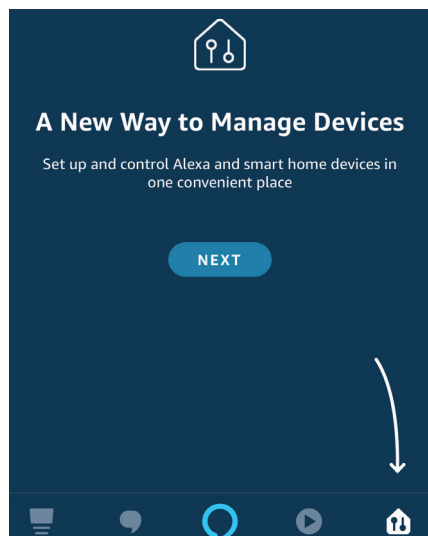 A New Way to Manage Devices
Set up and control Alexa and smart home devices in
one convenient place
NEXT